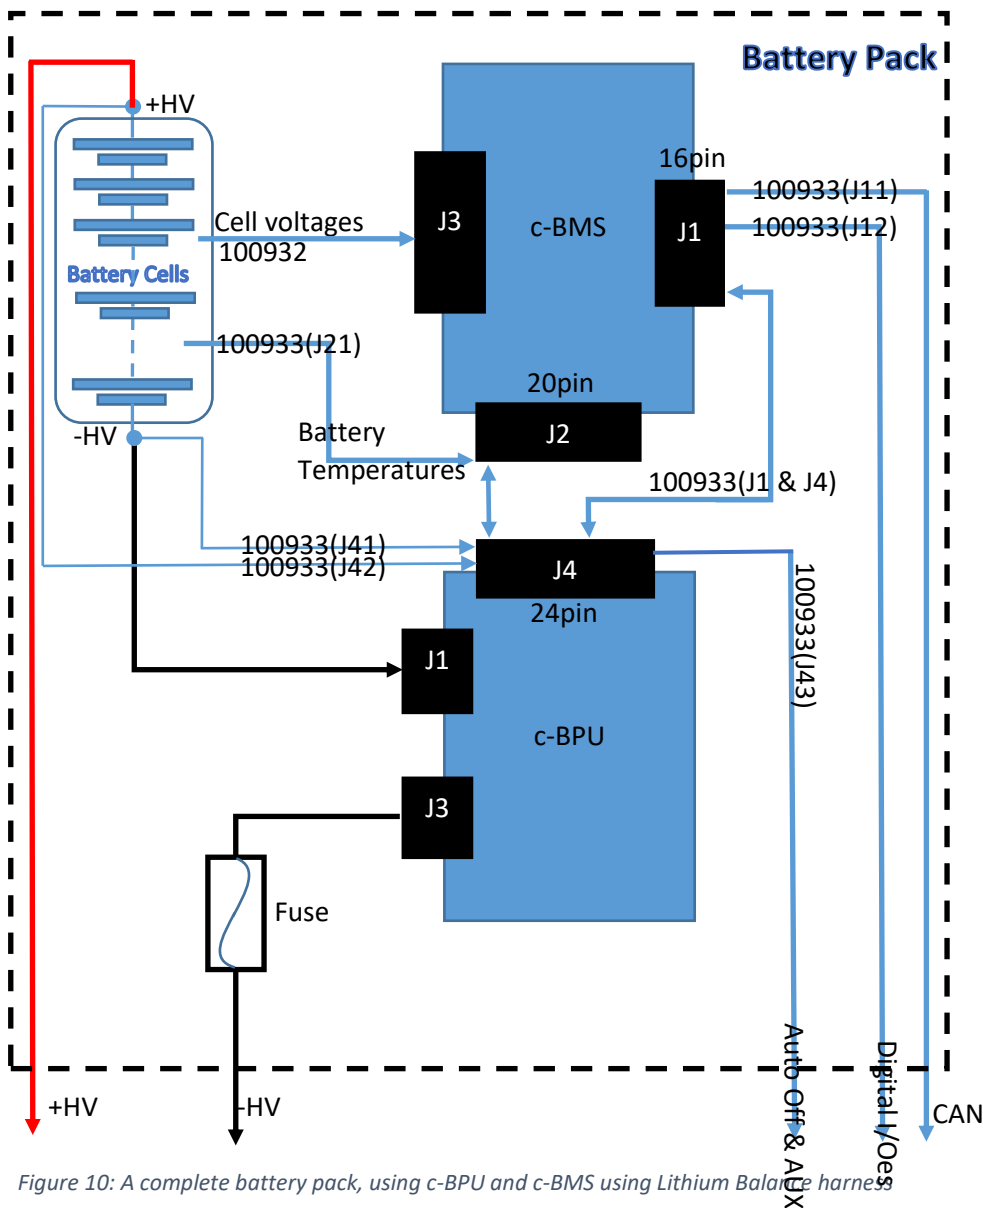 Battery Pack
+HV
16pin
100933(J11)
Cell voltages
J3
c-BMS
J1
100933(J12)
100932
Battery Cells
100933(J21)
20pin
-HV
Battery
J2
Temperatures
100933(J1 & J4)
100933(J41)
100933(J42)
J4
24pin
100933(J43)
J1
c-BPU
J3
Fuse
Auto Off & AUX
Digital I/Oes
+HV
-HV
CAN
Figure 10: A complete battery pack, using c-BPU and c-BMS using Lithium Balance harness